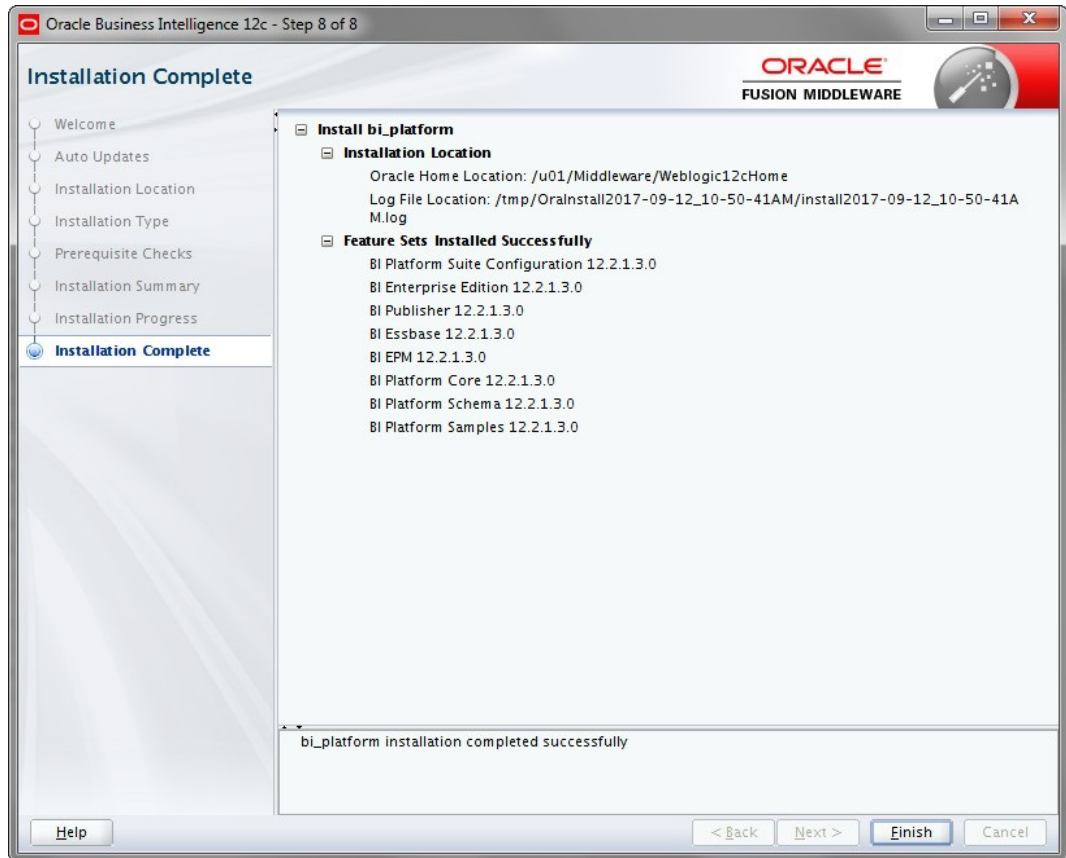 Oracle Business Intelligence 12c - Step 8 of 8
Installation Complete
ORACLE®
FUSION MIDDLEWARE
Welcome
Auto Updates
Installation Location
Installation Type
Prerequisite Checks
Installation Summary
Installation Progress
Installation Complete
Install bi_platform
Installation Location
Oracle Home Location: /u01/Middleware/Weblogic12cHome
Log File Location: /tmp/OraInstall2017-09-12_10-50-41AM/install2017-09-12_10-50-41A
M.log
Feature Sets Installed Successfully
BI Platform Suite Configuration 12.2.1.3.0
BI Enterprise Edition 12.2.1.3.0
BI Publisher 12.2.1.3.0
BI Essbase 12.2.1.3.0
BI EPM 12.2.1.3.0
BI Platform Core 12.2.1.3.0
BI Platform Schema 12.2.1.3.0
BI Platform Samples 12.2.1.3.0
bi_platform installation completed successfully
Help
< Back
Next >
Finish
Cancel